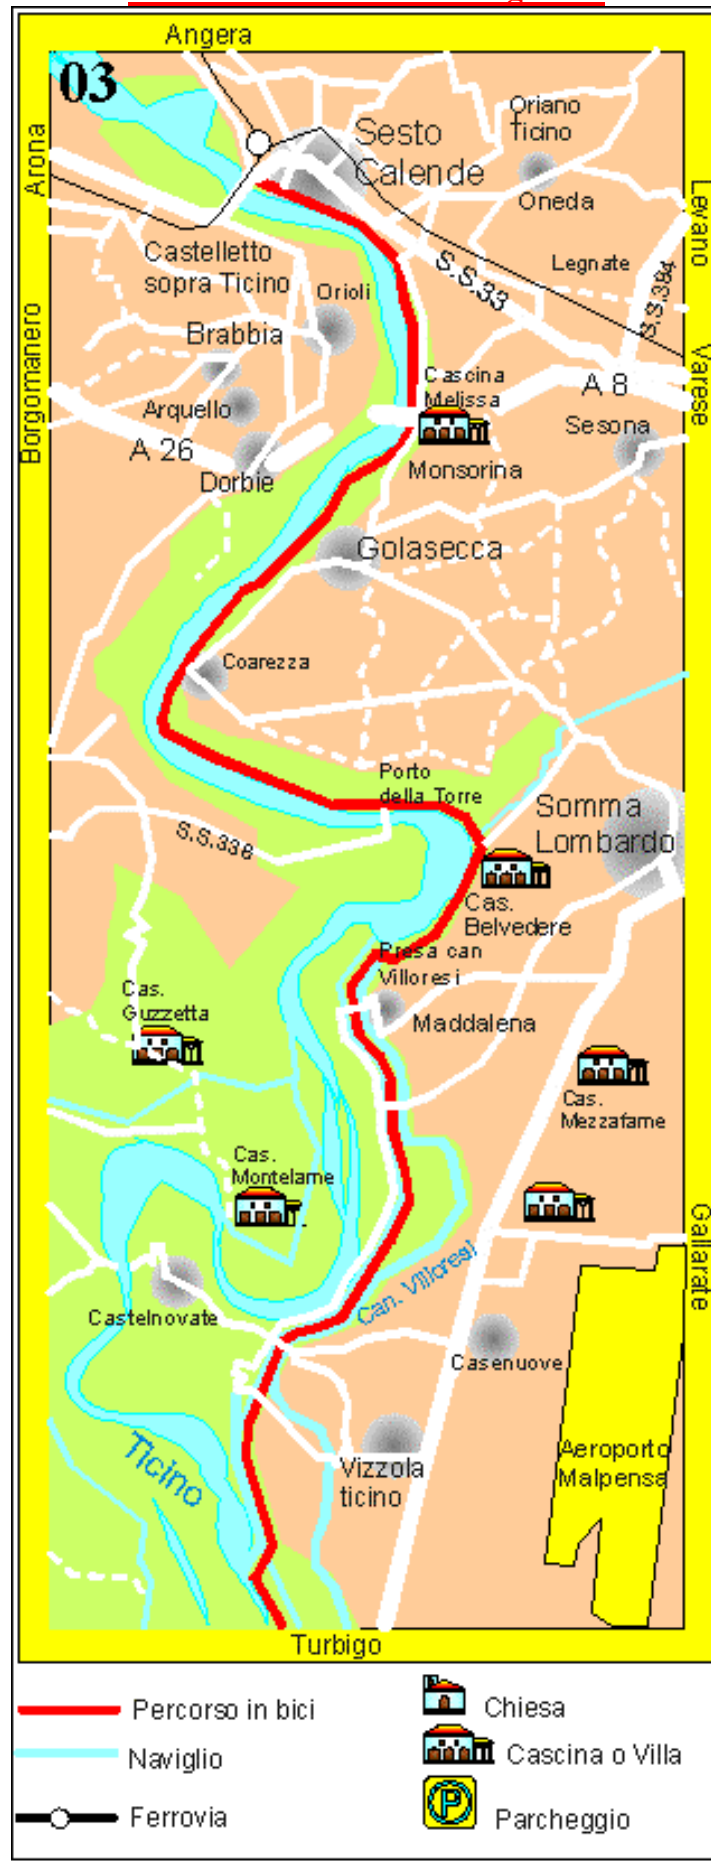 Angera
03
Arona
Sesto
Calende
Oriano
Ticino
Oneda
Levano
Castelletto
sopra Ticino
Orioli
S.S.33
Legnate
S.S.394
Borgomanero
Brabbia
Varese
Cascina
Melissa
A 8
Arquello
Sesona
A 26
Dorbie
Monsorina
Golasecca
Coarezza
Porto
della Torre
Somma
Lombardo
S.S.336
Cas.
Belvedere
Presa can
Villoresi
Cas.
Guzzetta
Maddalena
Cas.
Mezzafame
Cas.
Montelame
Gallarate
Can. Villoresi
Castelnovate
Casenuove
Ticino
Vizzola
ticino
Aeroporto
Malpensa
Turbigo
Percorso in bici
Chiesa
Naviglio
Cascina o Villa
Ferrovia
P
Parcheggio